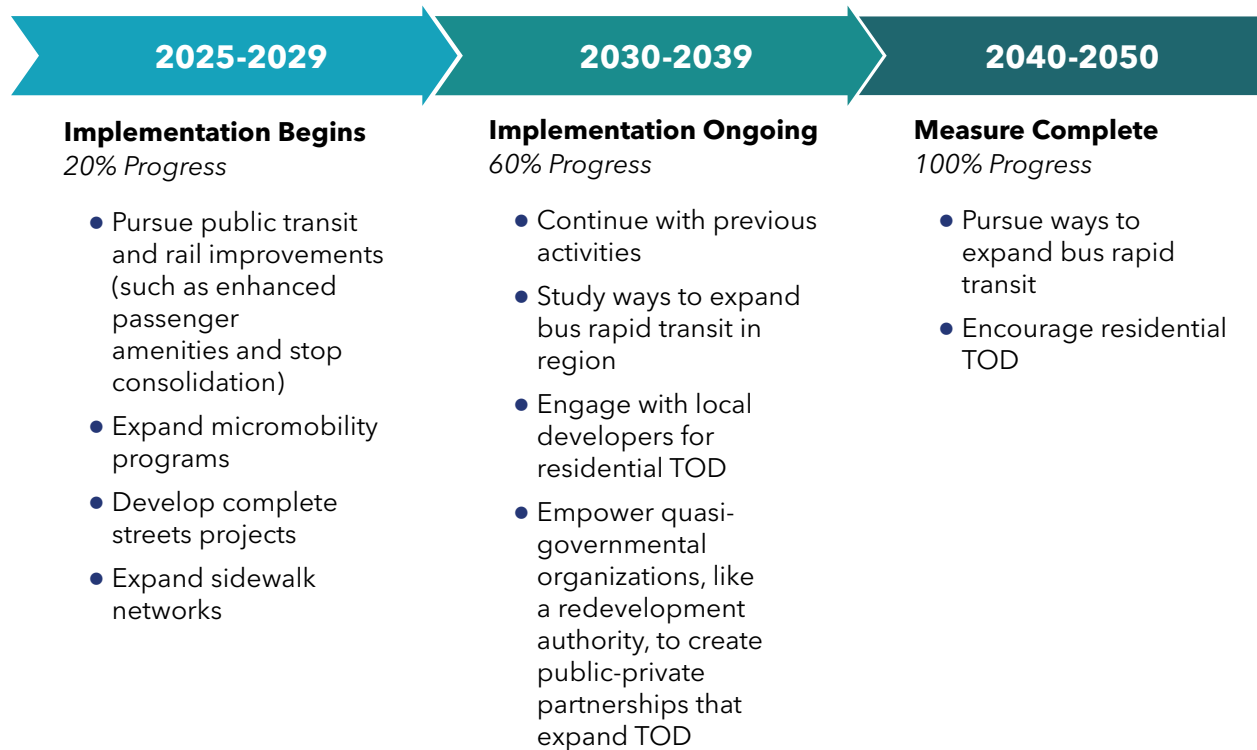 2025-2029
2030-2039
2040-2050
Implementation Begins
20% Progress
● Pursue public transit
and rail improvements
(such as enhanced
passenger
amenities and stop
consolidation)
● Expand micromobility
programs
● Develop complete
streets projects
● Expand sidewalk
networks
Implementation Ongoing
60% Progress
● Continue with previous
activities
● Study ways to expand
bus rapid transit in
region
● Engage with local
developers for
residential TOD
● Empower quasi-
governmental
organizations, like
a redevelopment
authority, to create
public-private
partnerships that
expand TOD
Measure Complete
100% Progress
● Pursue ways to
expand bus rapid
transit
● Encourage residential
TOD